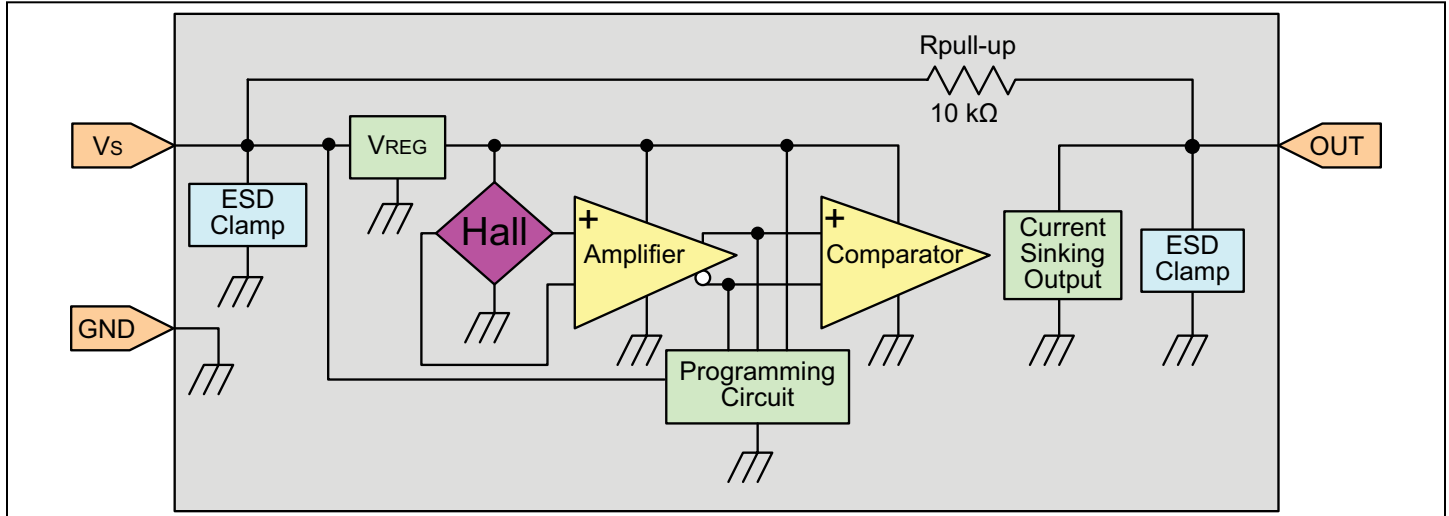 Rpull-up
10 kΩ
Vs
VREG
OUT
ESD
Clamp
+
Hall
Amplifier
+
Comparator
Current
Sinking
Output
ESD
Clamp
GND
Programming
Circuit